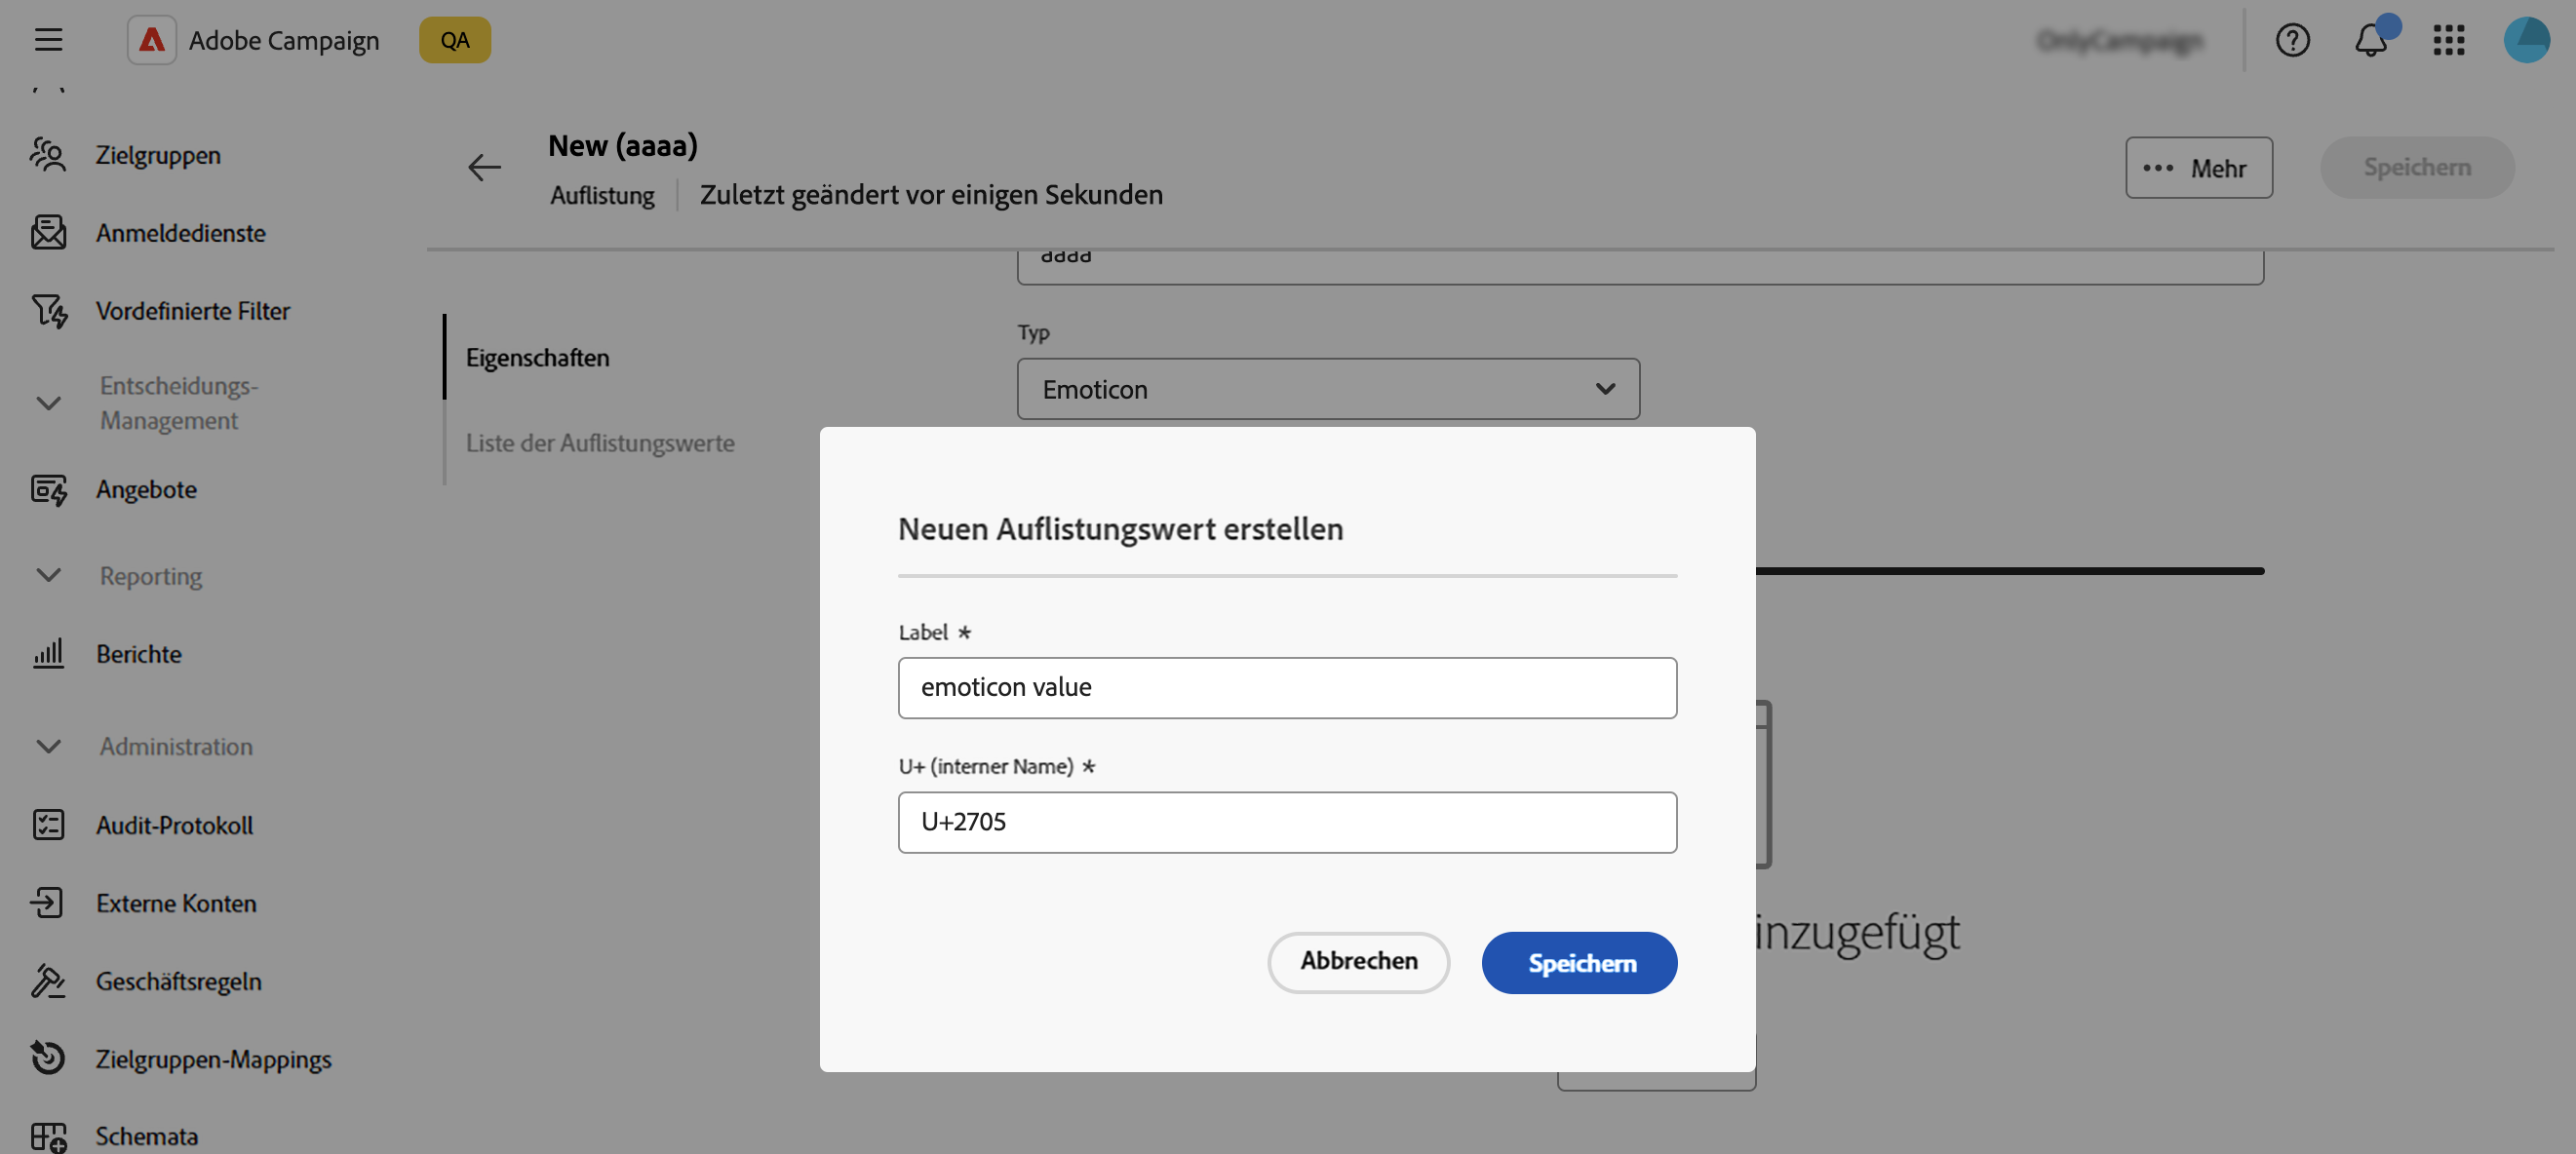 Adobe Campaign
QA
OnlyCampaign
Zielgruppen
Anmeldedienste
Vordefinierte Filter
Entscheidungs-
Management
Angebote
Reporting
Berichte
Administration
Audit-Protokoll
Externe Konten
Geschäftsregeln
Zielgruppen-Mappings
Schemata
New (aaaa)
Auflistung
Zuletzt geändert vor einigen Sekunden
Mehr
Speichern
Eigenschaften
Liste der Auflistungswerte
aaaa
Typ
Emoticon
Neuen Auflistungswert erstellen
Label *
emoticon value
U+ (interner Name) *
U+2705
Abbrechen
Speichern
inzugefügt